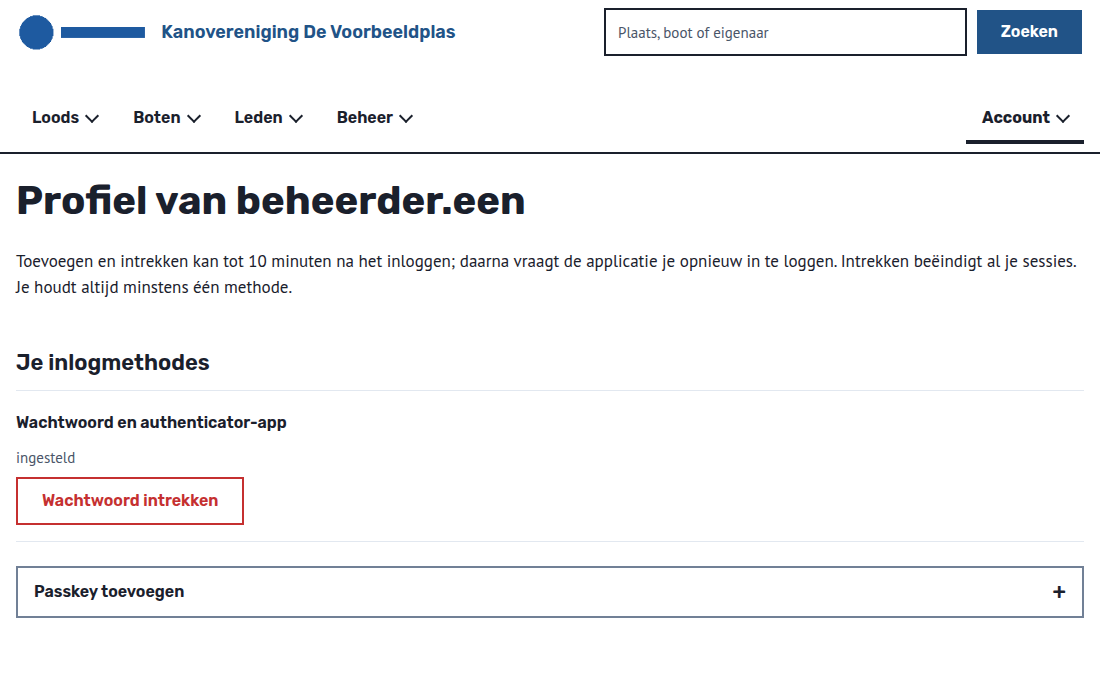 Kanovereniging De Voorbeeldplas
Plaats, boot of eigenaar
Zoeken
Loods
Boten
Leden
Beheer
Account
Profiel van beheerder.een
Toevoegen en intrekken kan tot 10 minuten na het inloggen; daarna vraagt de applicatie je opnieuw in te loggen. Intrekken beëindigt al je sessies.
Je houdt altijd minstens één methode.
Je inlogmethodes
Wachtwoord en authenticator-app
ingesteld
Wachtwoord intrekken
Passkey toevoegen
+